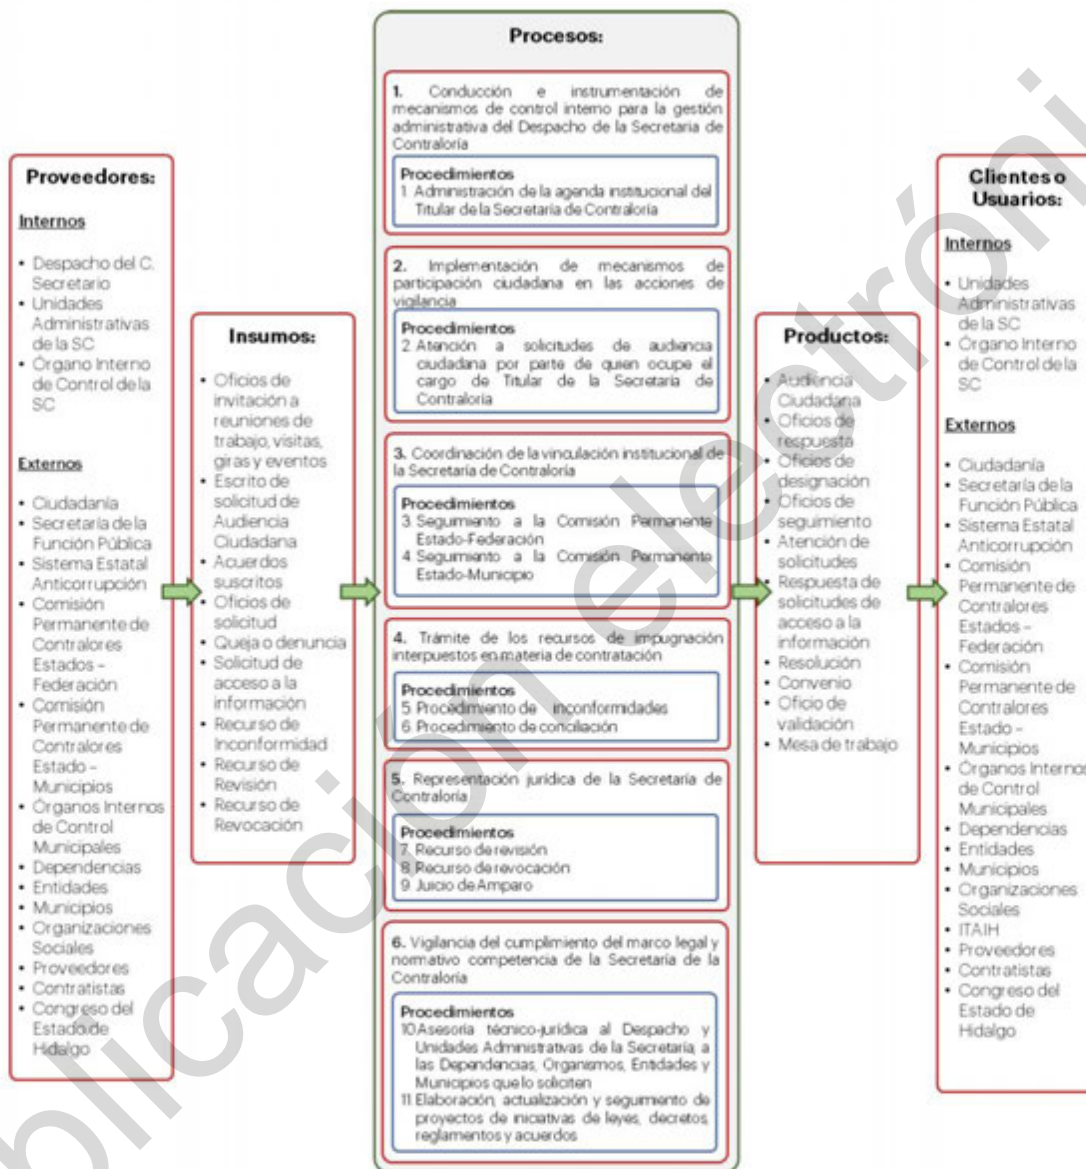 Proveedores:
Internos
• Despacho del C.
Secretario
• Unidades
Administrativas
de la SC
• Órgano Interno
de Control de la
SC
Externos
• Ciudadanía
• Secretaría de la
Función Pública
• Sistema Estatal
Anticorrupción
• Comisión
Permanente de
Contralores
Estados –
Federación
• Comisión
Permanente de
Contralores
Estado –
Municipios
• Órganos Internos
de Control
Municipales
• Dependencias
• Entidades
• Municipios
• Organizaciones
Sociales
• Proveedores
• Contratistas
• Congreso del
Estado de
Hidalgo
Insumos:
• Oficios de
invitación a
reuniones de
trabajo, visitas,
giras y eventos
• Escrito de
solicitud de
Audiencia
Ciudadana
• Acuerdos
suscritos
• Oficios de
solicitud
• Queja o denuncia
• Solicitud de
acceso a la
información
• Recurso de
Inconformidad
• Recurso de
Revisión
• Recurso de
Revocación
Procesos:
1. Conducción e instrumentación de
mecanismos de control interno para la gestión
administrativa del Despacho de la Secretaría de
Contraloría
Procedimientos
1 Administración de la agenda institucional del
Titular de la Secretaría de Contraloría
2. Implementación de mecanismos de
participación ciudadana en las acciones de
vigilancia
Procedimientos
2 Atención a solicitudes de audiencia
ciudadana por parte de quien ocupe el
cargo de Titular de la Secretaría de
Contraloría
3. Coordinación de la vinculación institucional de
la Secretaría de Contraloría
Procedimientos
3 Seguimiento a la Comisión Permanente
Estado-Federación
4 Seguimiento a la Comisión Permanente
Estado-Municipio
4. Trámite de los recursos de impugnación
interpuestos en materia de contratación
Procedimientos
5 Procedimiento de inconformidades
6 Procedimiento de conciliación
5. Representación jurídica de la Secretaría de
Contraloría
Procedimientos
7 Recurso de revisión
8 Recurso de revocación
9 Juicio de Amparo
6. Vigilancia del cumplimiento del marco legal y
normativo competencia de la Secretaría de la
Contraloría
Procedimientos
10 Asesoría técnico-jurídica al Despacho y
Unidades Administrativas de la Secretaría, a
las Dependencias, Organismos, Entidades y
Municipios que lo soliciten
11 Elaboración, actualización y seguimiento de
proyectos de iniciativas de leyes, decretos,
reglamentos y acuerdos
Productos:
• Audiencia
Ciudadana
• Oficios de
respuesta
• Oficios de
designación
• Oficios de
seguimiento
• Atención de
solicitudes
• Respuesta de
solicitudes de
acceso a la
información
• Resolución
• Convenio
• Oficio de
validación
• Mesa de trabajo
Clientes o
Usuarios:
Internos
• Unidades
Administrativas
de la SC
• Órgano Interno
de Control de la
SC
Externos
• Ciudadanía
• Secretaría de la
Función Pública
• Sistema Estatal
Anticorrupción
• Comisión
Permanente de
Contralores
Estados –
Federación
• Comisión
Permanente de
Contralores
Estado –
Municipios
• Órganos Internos
de Control
Municipales
• Dependencias
• Entidades
• Municipios
• Organizaciones
Sociales
• ITAIH
• Proveedores
• Contratistas
• Congreso del
Estado de
Hidalgo
blicación electróni